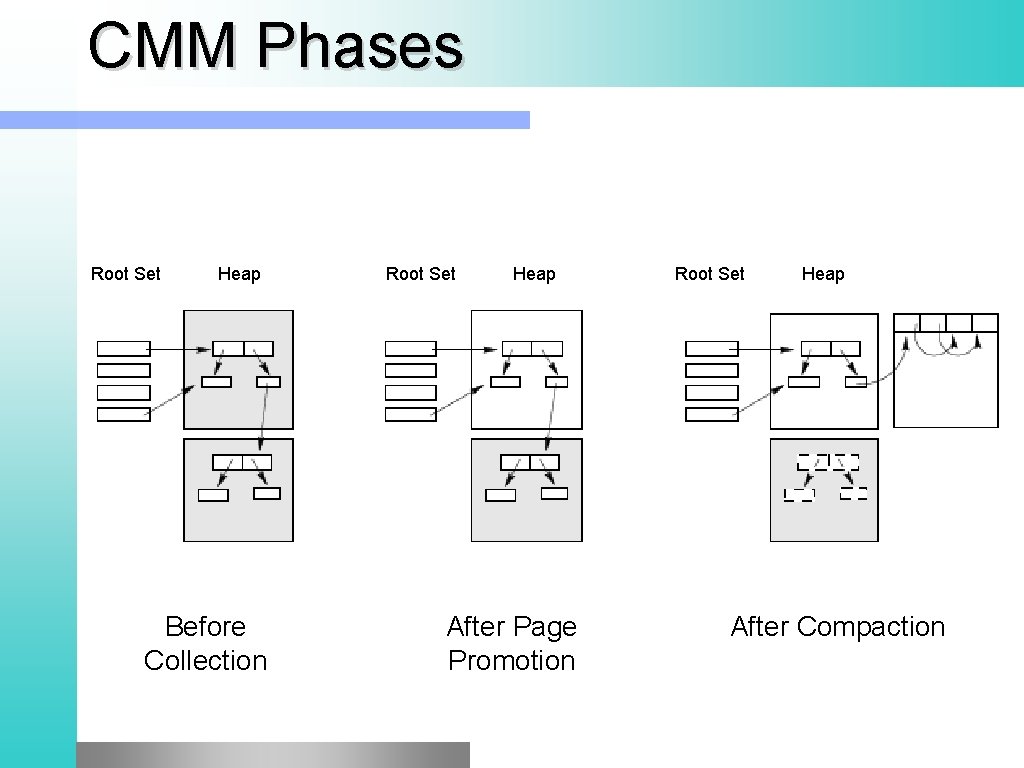 CMM Phases
Root Set
Heap
Root Set
Heap
Root Set
Heap
Before
Collection
After Page
Promotion
After Compaction